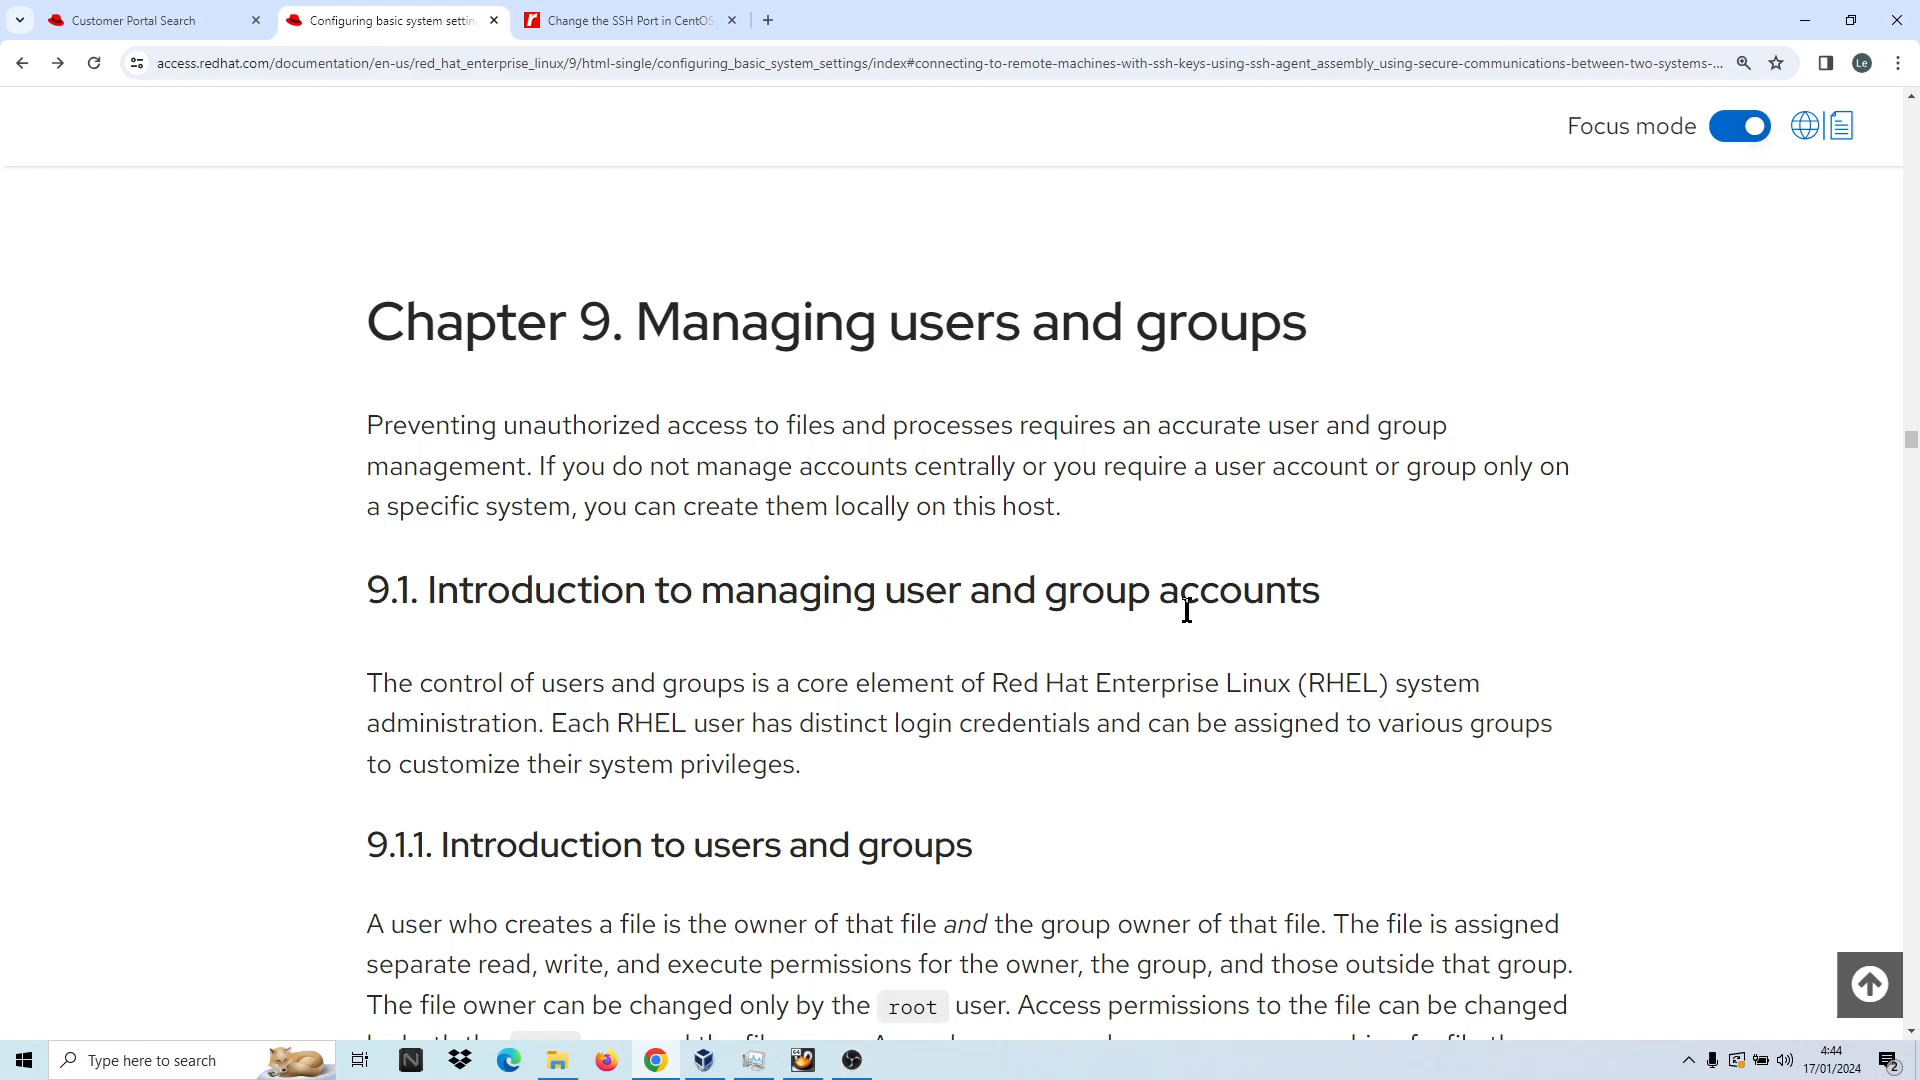 Customer Portal Search
Configuring basic system settin
Change the SSH Port in CentOS
access.redhat.com/documentation/en-us/red_hat_enterprise_linux/9/html-single/configuring_basic_system_settings/index#connecting-to-remote-machines-with-ssh-keys-using-ssh-agent_assembly_using-secure-communications-between-two-systems-...
Le
Focus mode
Chapter 9. Managing users and groups
Preventing unauthorized access to files and processes requires an accurate user and group
management. If you do not manage accounts centrally or you require a user account or group only on
a specific system, you can create them locally on this host.
9.1. Introduction to managing user and group accounts
The control of users and groups is a core element of Red Hat Enterprise Linux (RHEL) system
administration. Each RHEL user has distinct login credentials and can be assigned to various groups
to customize their system privileges.
9.1.1. Introduction to users and groups
A user who creates a file is the owner of that file and the group owner of that file. The file is assigned
separate read, write, and execute permissions for the owner, the group, and those outside that group.
The file owner can be changed only by the root user. Access permissions to the file can be changed
Type here to search
4:44
17/01/2024
2